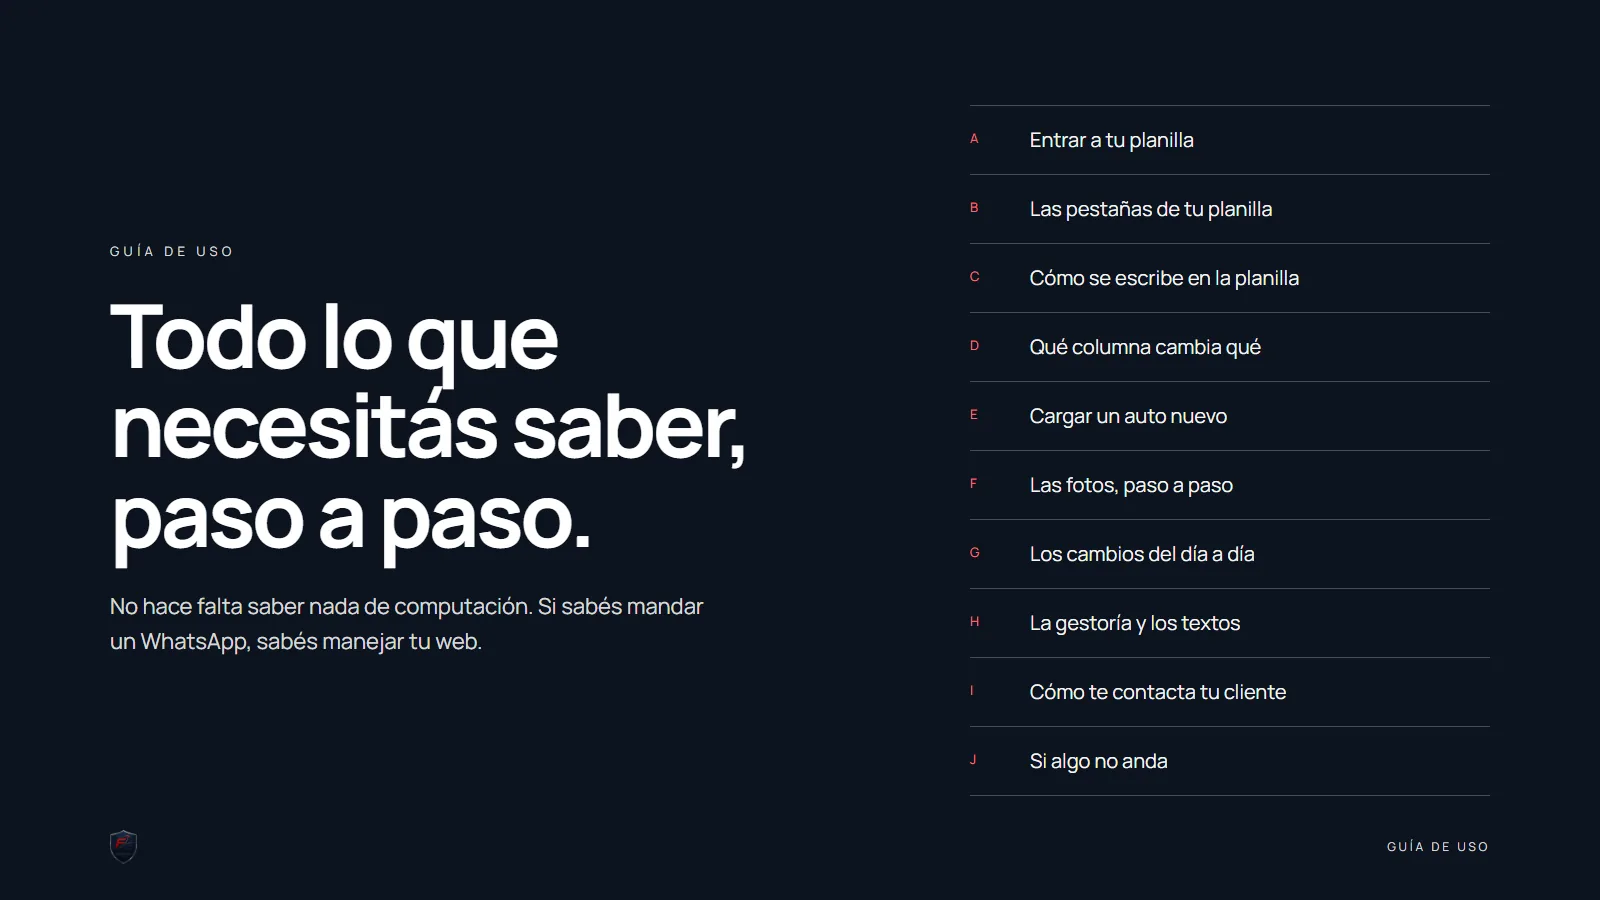 GUÍA DE USO
Todo lo que
necesitás saber,
paso a paso.
No hace falta saber nada de computación. Si sabés mandar
un WhatsApp, sabés manejar tu web.
A Entrar a tu planilla
B Las pestañas de tu planilla
C Cómo se escribe en la planilla
D Qué columna cambia qué
E Cargar un auto nuevo
F Las fotos, paso a paso
G Los cambios del día a día
H La gestoría y los textos
I Cómo te contacta tu cliente
J Si algo no anda
GUÍA DE USO